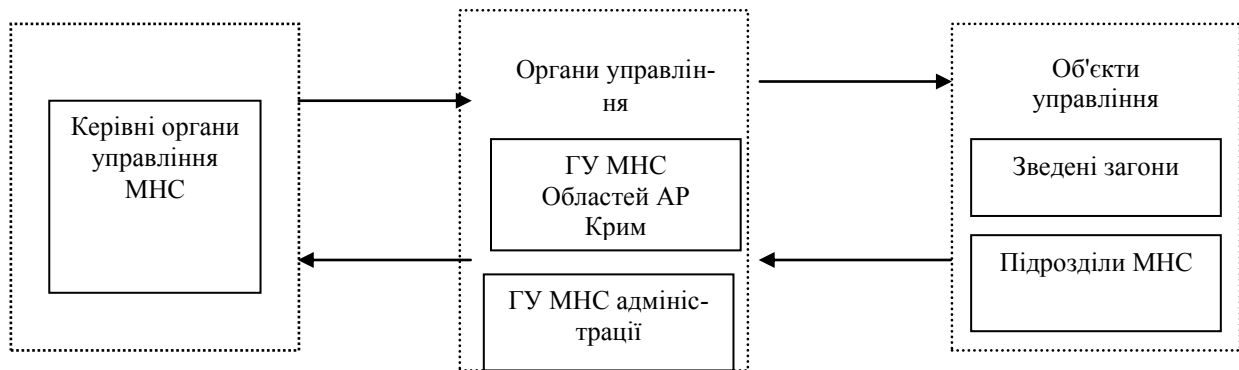 Керівні органи
управління
МНС
Органи управлін-
ня
ГУ МНС
Областей АР
Крим
ГУ МНС адмініс-
трації
Об'єкти
управління
Зведені загони
Підрозділи МНС